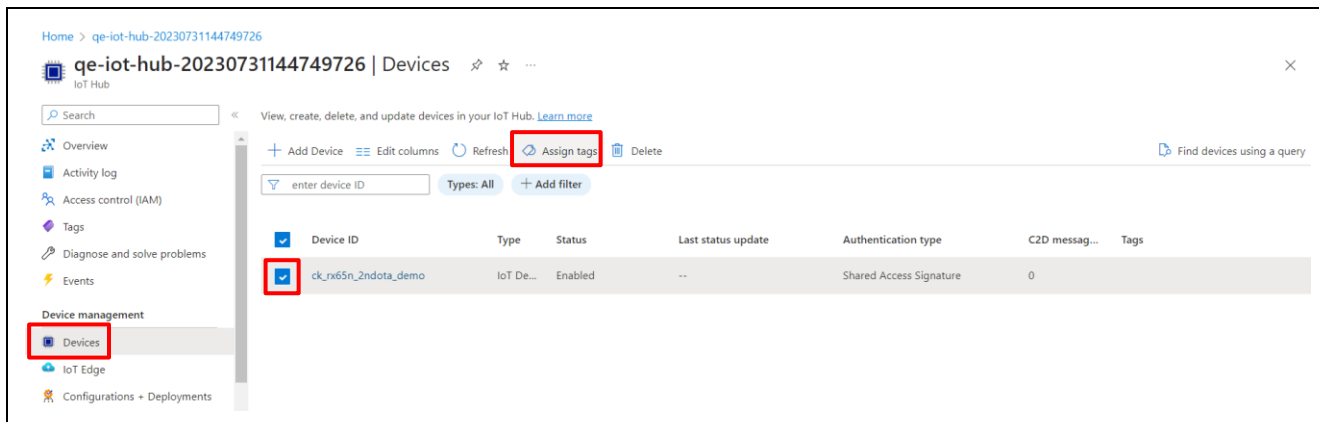 Home > qe-iot-hub-20230731144749726
qe-iot-hub-20230731144749726 | Devices ...
IoT Hub
Search
«
Overview
Activity log
Access control (IAM)
Tags
Diagnose and solve problems
Events
Device management
Devices
IoT Edge
Configurations + Deployments
View, create, delete, and update devices in your IoT Hub. Learn more
+ Add Device Edit columns Refresh Assign tags Delete Find devices using a query
enter device ID Types: All + Add filter
Device ID Type Status Last status update Authentication type C2D messag... Tags
ck_rx65n_2ndota_demo IoT De... Enabled -- Shared Access Signature 0